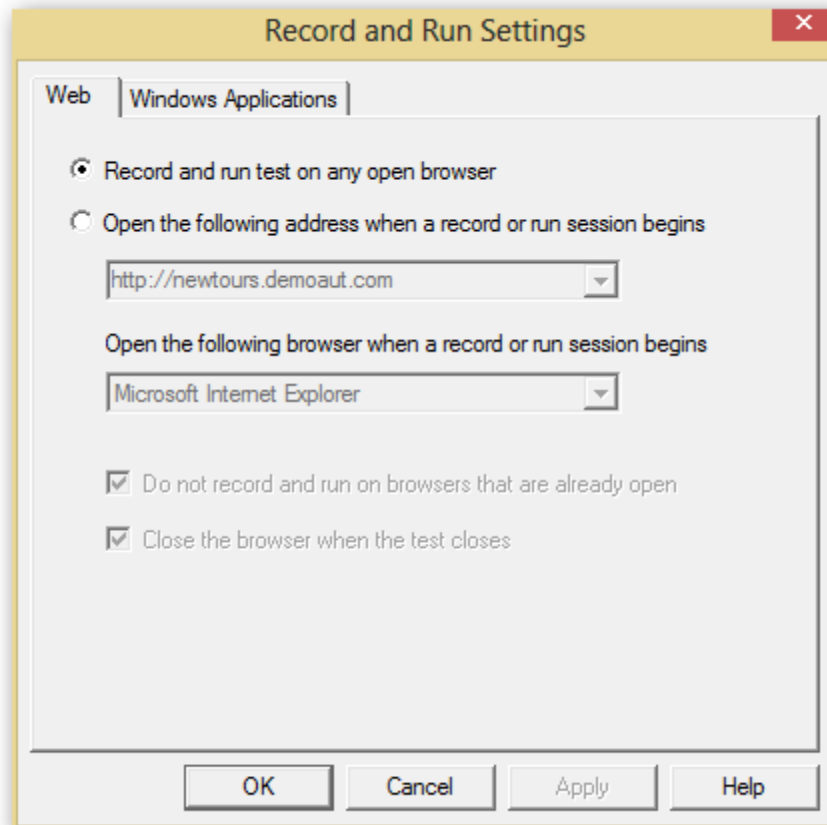 Record and Run Settings
Web
Windows Applications
Record and run test on any open browser
Open the following address when a record or run session begins
http://newtours.demoaut.com
Open the following browser when a record or run session begins
Microsoft Internet Explorer
Do not record and run on browsers that are already open
Close the browser when the test closes
OK
Cancel
Apply
Help